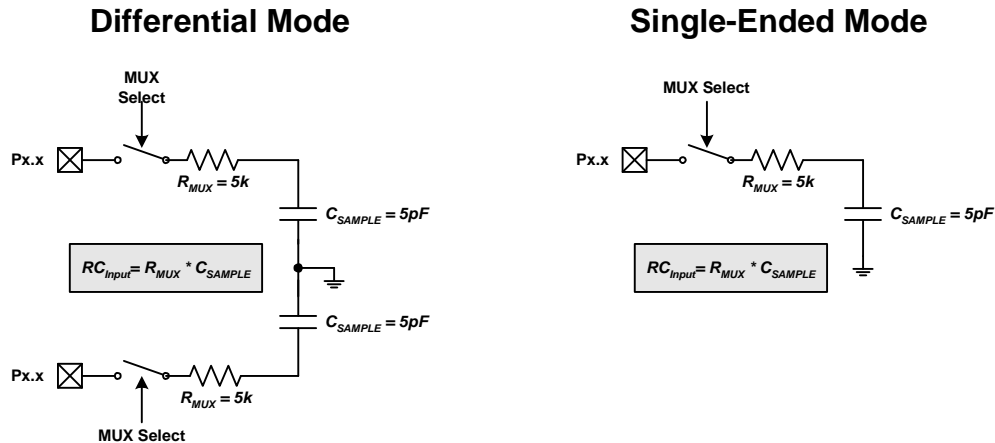 Differential Mode
MUX
Select
Px.x
R_MUX = 5k
C_SAMPLE = 5pF
RC_Input= R_MUX * C_SAMPLE
C_SAMPLE = 5pF
Px.x
R_MUX = 5k
MUX Select
Single-Ended Mode
MUX Select
Px.x
R_MUX = 5k
C_SAMPLE = 5pF
RC_Input= R_MUX * C_SAMPLE